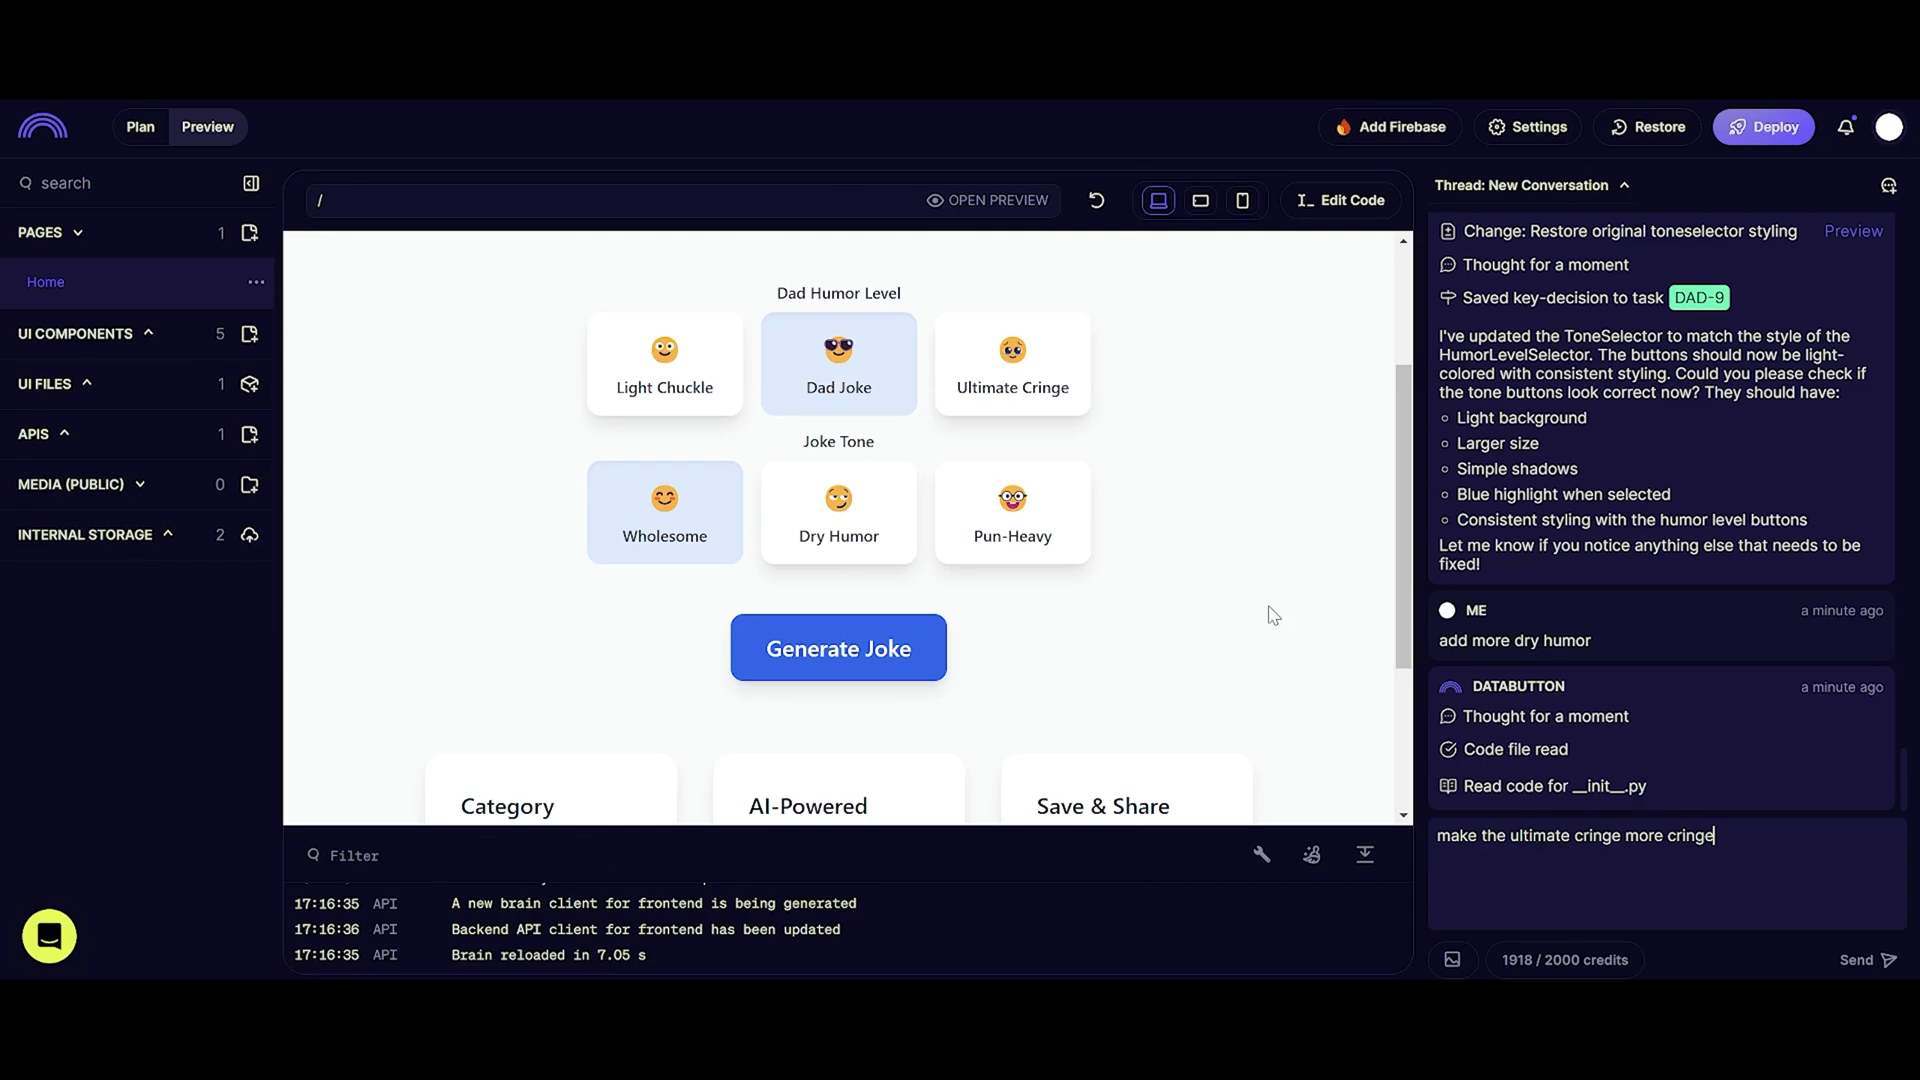 Plan
Preview
Add Firebase
Settings
Restore
Deploy
search
PAGES
1
Home
UI COMPONENTS
5
UI FILES
1
APIS
1
MEDIA (PUBLIC)
0
INTERNAL STORAGE
2
/
OPEN PREVIEW
Edit Code
Dad Humor Level
Light Chuckle
Dad Joke
Ultimate Cringe
Joke Tone
Wholesome
Dry Humor
Pun-Heavy
Generate Joke
Category
AI-Powered
Save & Share
Filter
17:16:35 API A new brain client for frontend is being generated
17:16:36 API Backend API client for frontend has been updated
17:16:35 API Brain reloaded in 7.05 s
Thread: New Conversation
Change: Restore original toneselector styling Preview
Thought for a moment
Saved key-decision to task DAD-9
I've updated the ToneSelector to match the style of the
HumorLevelSelector. The buttons should now be light-
colored with consistent styling. Could you please check if
the tone buttons look correct now? They should have:
Light background
Larger size
Simple shadows
Blue highlight when selected
Consistent styling with the humor level buttons
Let me know if you notice anything else that needs to be
fixed!
ME a minute ago
add more dry humor
DATABUTTON a minute ago
Thought for a moment
Code file read
Read code for __init__.py
make the ultimate cringe more cringe
1918 / 2000 credits
Send